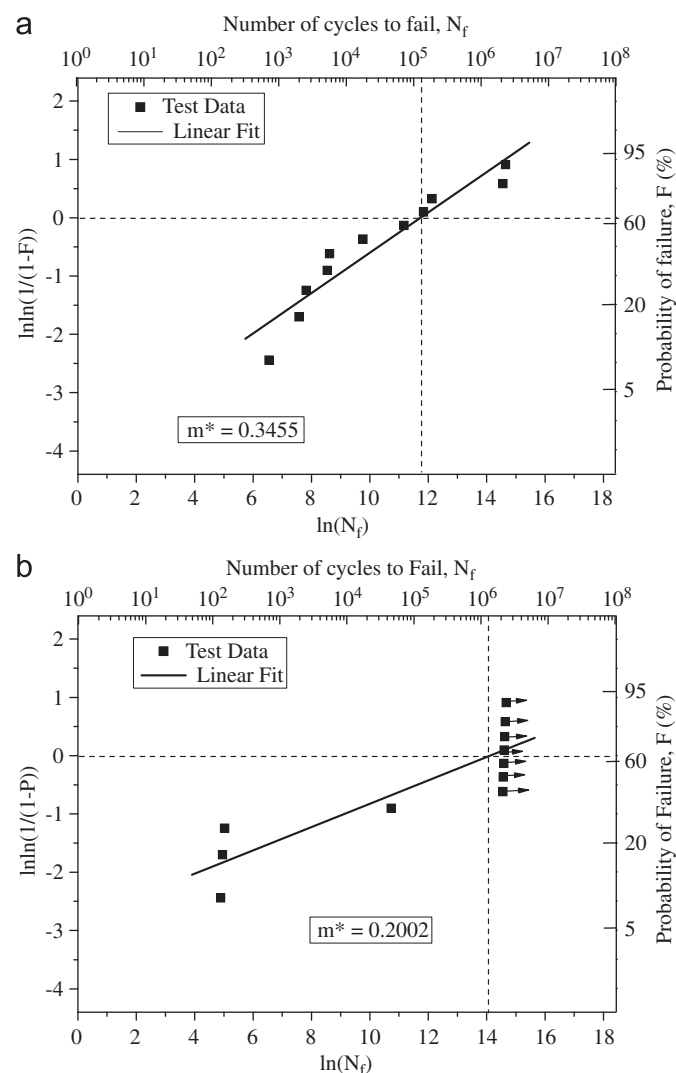 a
Number of cycles to fail, N_f
10^0 10^1 10^2 10^3 10^4 10^5 10^6 10^7 10^8
2
1
0
-1
-2
-3
-4
lnln(1/(1-F))
Test Data
Linear Fit
m* = 0.3455
95
60
20
5
Probability of failure, F (%)
0 2 4 6 8 10 12 14 16 18
ln(N_f)
b
Number of cycles to Fail, N_f
10^0 10^1 10^2 10^3 10^4 10^5 10^6 10^7 10^8
2
1
0
-1
-2
-3
-4
lnln(1/(1-P))
Test Data
Linear Fit
m* = 0.2002
95
60
20
5
Probability of Failure, F (%)
0 2 4 6 8 10 12 14 16 18
ln(N_f)